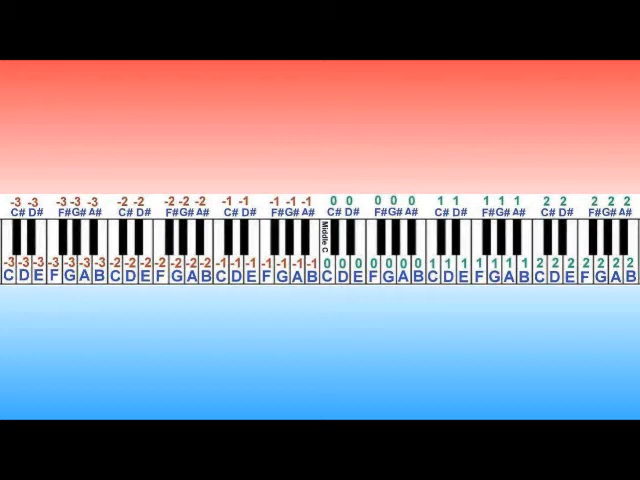 -3 -3 -3 -3 -3 -2 -2 -2 -2 -2 -1 -1 -1 -1 -1 0 0 0 0 0 1 1 1 1 1 2 2 2 2 2
C# D# F# G# A# C# D# F# G# A# C# D# F# G# A# C# D# F# G# A# C# D# F# G# A# C# D# F# G# A#
Middle C
-3 -3 -3 -3 -3 -3 -3 -2 -2 -2 -2 -2 -2 -2 -1 -1 -1 -1 -1 -1 -1 0 0 0 0 0 0 0 1 1 1 1 1 1 1 2 2 2 2 2 2 2
C D E F G A B C D E F G A B C D E F G A B C D E F G A B C D E F G A B C D E F G A B